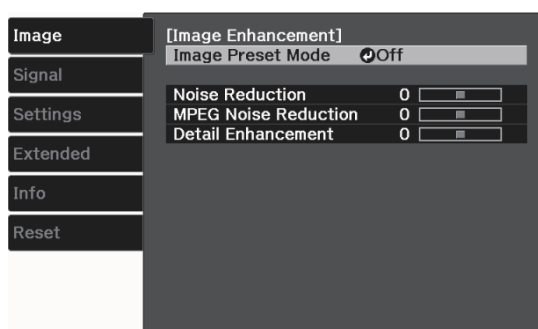 Image
Signal
Settings
Extended
Info
Reset
[Image Enhancement]
Image Preset Mode Off
Noise Reduction 0
MPEG Noise Reduction 0
Detail Enhancement 0